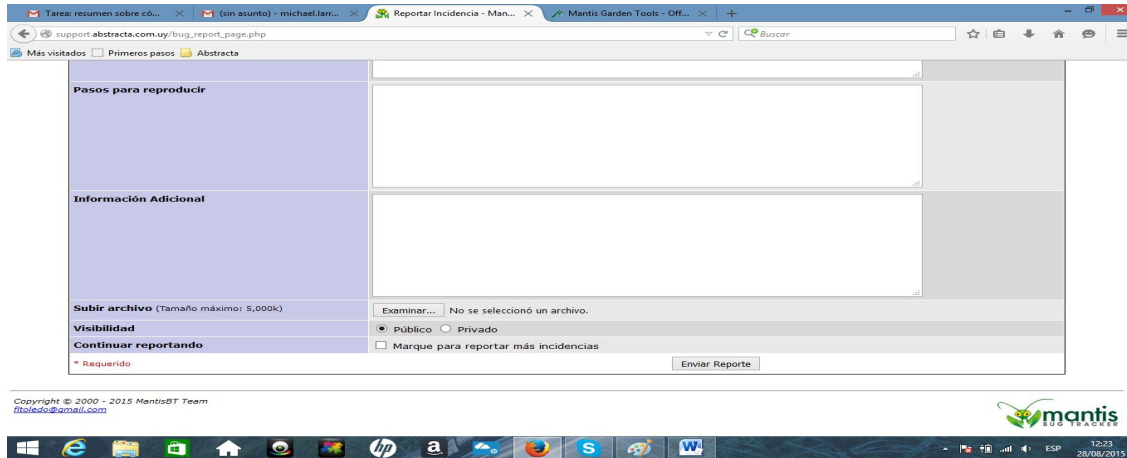 Tarea: resumen sobre có...
(sin asunto) - michael.larr...
Reportar Incidencia - Man...
Mantis Garden Tools - Off...
support.abstracta.com.uy/bug_report_page.php
Buscar
Más visitados
Primeros pasos
Abstracta
Pasos para reproducir
Información Adicional
Subir archivo (Tamaño máximo: 5,000k)
Examinar... No se seleccionó un archivo.
Visibilidad
Público
Privado
Continuar reportando
Marque para reportar más incidencias
* Requerido
Enviar Reporte
Copyright © 2000 - 2015 MantisBT Team
fltoledo@gmail.com
mantis
BUG TRACKER
hp
a
S
W
ESP
12:23
28/08/2015